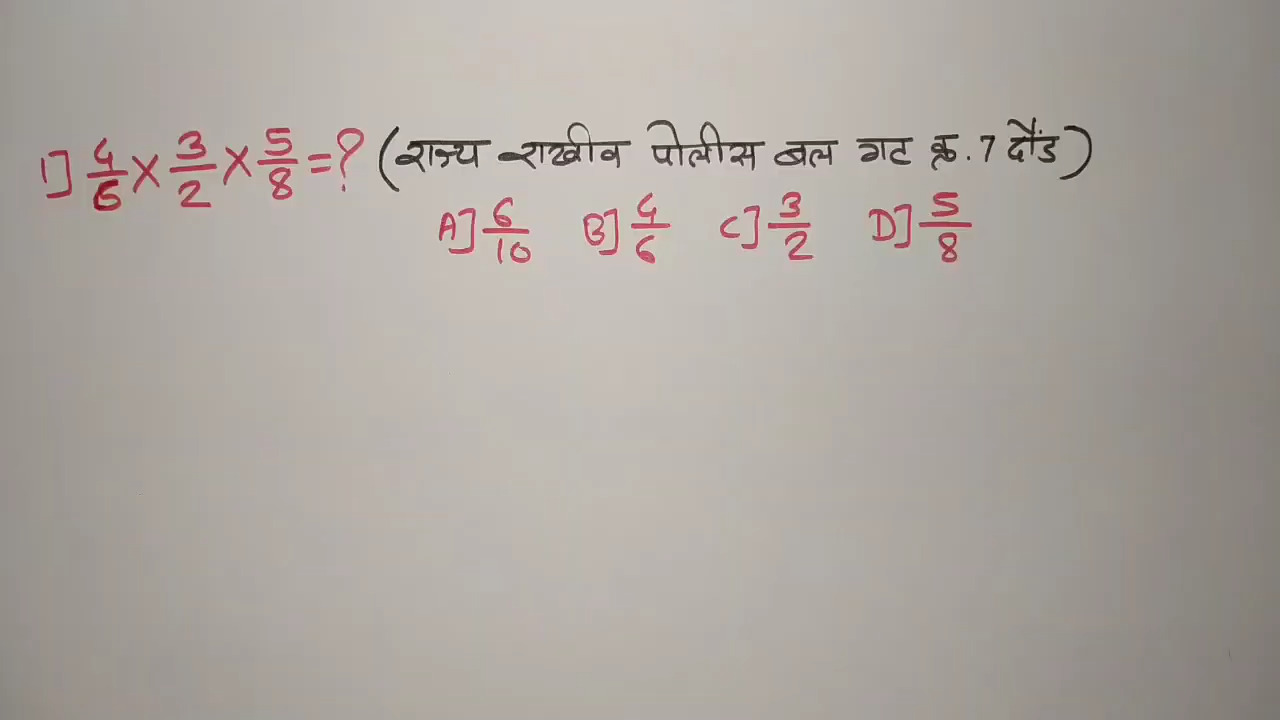 1] 4/6 × 3/2 × 5/8 = ? (राज्य राखीव पोलीस बल गट क्र. 7 दौंड)
A] 6/10 B] 4/6 C] 3/2 D] 5/8